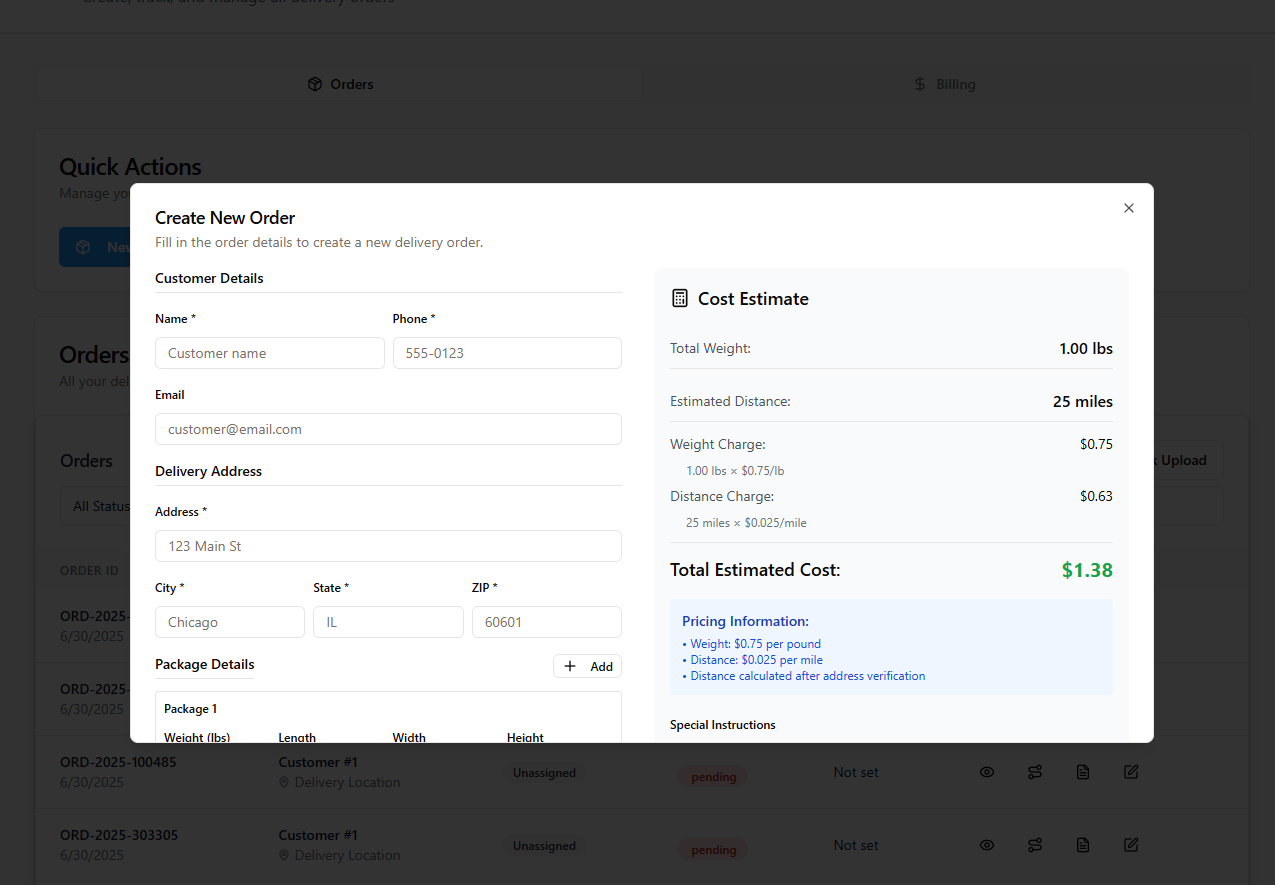 Create, track, and manage all delivery orders
Orders
Billing
Quick Actions
Manage yo
New
Orders
All your del
Orders
k Upload
All Status
ORDER ID
ORD-2025-
6/30/2025
ORD-2025-
6/30/2025
Create New Order
Fill in the order details to create a new delivery order.
Customer Details
Name *
Phone *
Customer name
555-0123
Email
customer@email.com
Delivery Address
Address *
123 Main St
City *
State *
ZIP *
Chicago
IL
60601
Package Details
Add
Package 1
Weight (lbs)
Length
Width
Height
Cost Estimate
Total Weight:
1.00 lbs
Estimated Distance:
25 miles
Weight Charge:
$0.75
1.00 lbs × $0.75/lb
Distance Charge:
$0.63
25 miles × $0.025/mile
Total Estimated Cost:
$1.38
Pricing Information:
• Weight: $0.75 per pound
• Distance: $0.025 per mile
• Distance calculated after address verification
Special Instructions
ORD-2025-100485
6/30/2025
Customer #1
Delivery Location
Unassigned
pending
Not set
ORD-2025-303305
6/30/2025
Customer #1
Delivery Location
Unassigned
pending
Not set